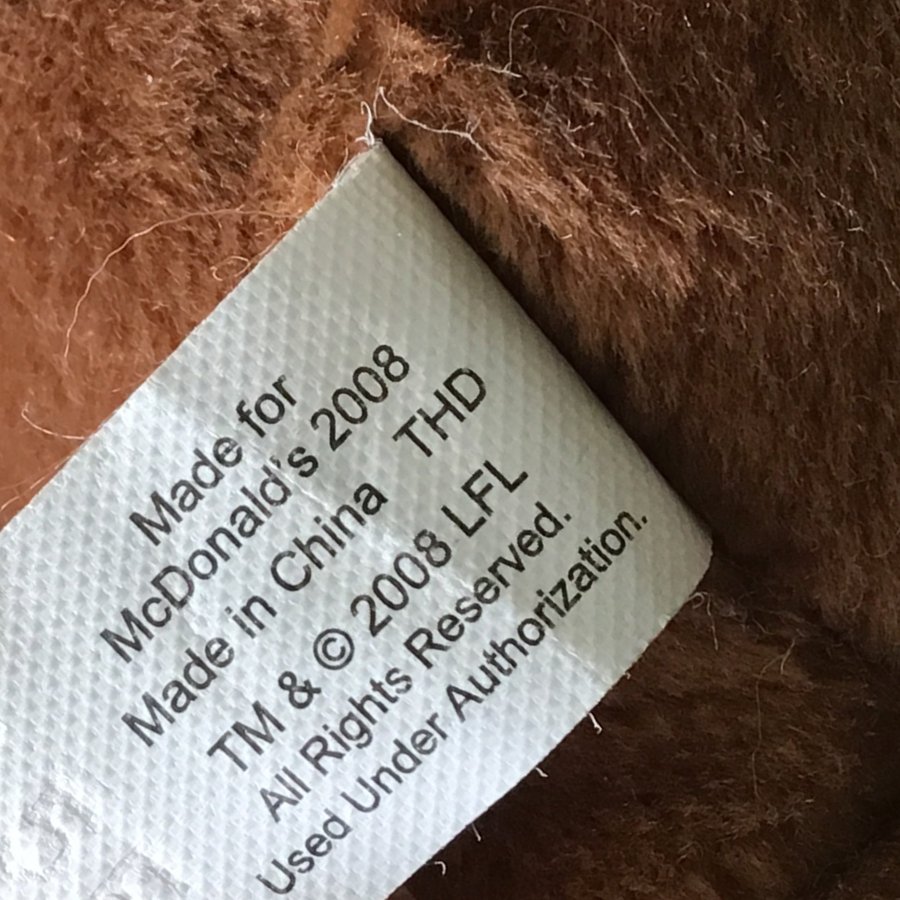 Made for
McDonald's 2008
Made in China THD
TM & © 2008 LFL
All Rights Reserved.
Used Under Authorization.